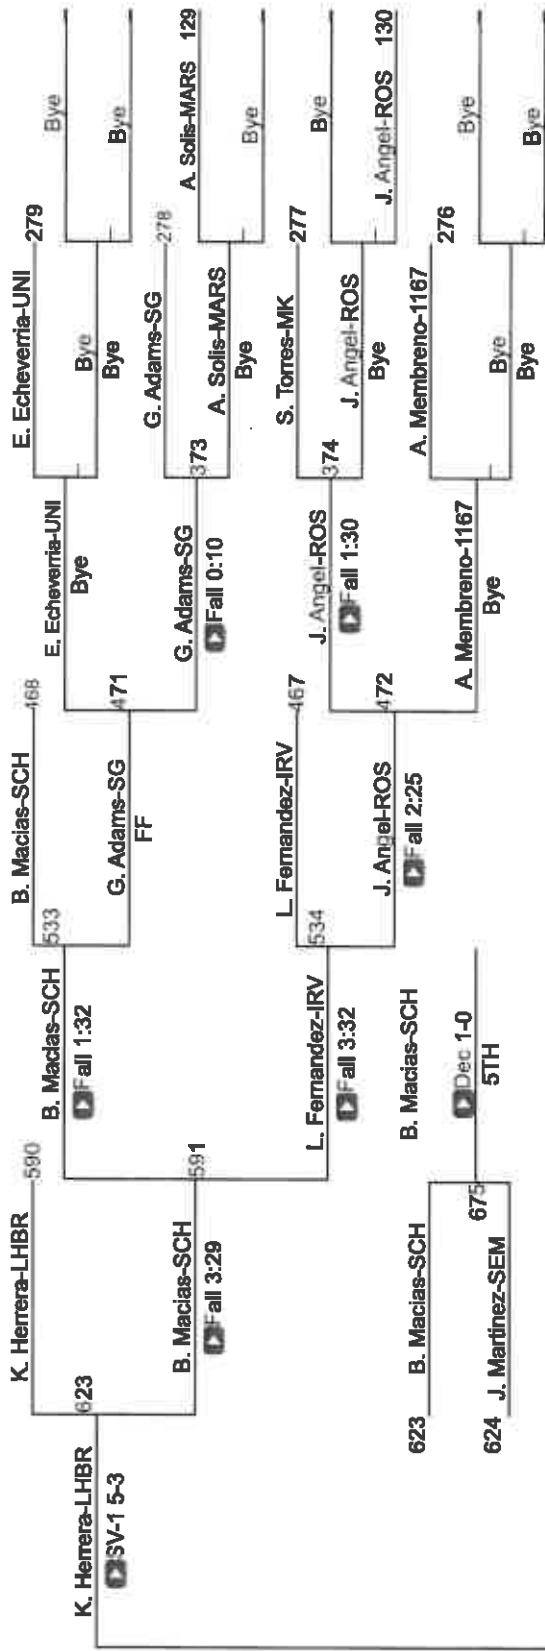 K. Herrera-LHBR
SV-1 5-3
K. Herrera-LHBR 590
623
B. Macias-SCH
Fall 3:29
623 B. Macias-SCH
675
624 J. Martinez-SEM
B. Macias-SCH
Fall 1:32
591
L. Fernandez-IRV
Fall 3:32
B. Macias-SCH
Dec 1-0
5TH
B. Macias-SCH 468
533
G. Adams-SG
FF
L. Fernandez-IRV 467
534
J. Angel-ROS
Fall 2:25
E. Echeverria-UNI
Bye
471
G. Adams-SG
Fall 0:10
J. Angel-ROS
Fall 1:30
472
A. Membreno-1167
Bye
E. Echeverria-UNI 279
Bye
Bye
G. Adams-SG 278
373
A. Solis-MARS
Bye
S. Torres-MK 277
374
J. Angel-ROS
Bye
A. Membreno-1167 276
Bye
Bye
Bye
Bye
A. Solis-MARS 129
Bye
Bye
J. Angel-ROS 130
Bye
Bye